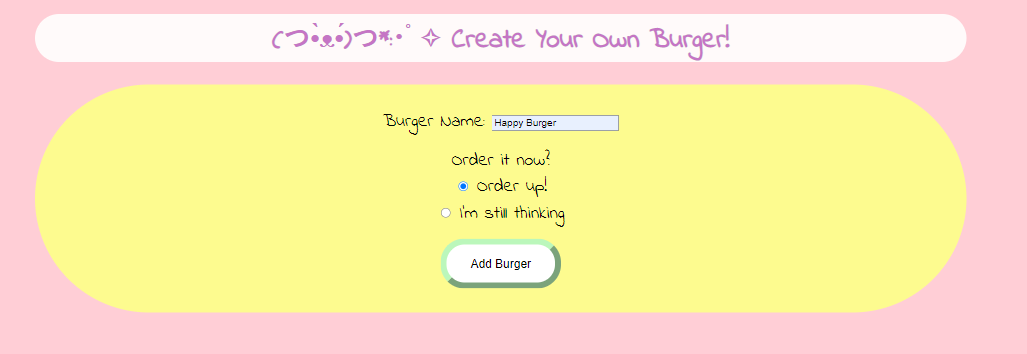 (つ•̀ᴥ•́)つ*:･ﾟ✧ Create Your Own Burger!
Burger Name: Happy Burger
Order it now?
Order up!
I'm still thinking
Add Burger